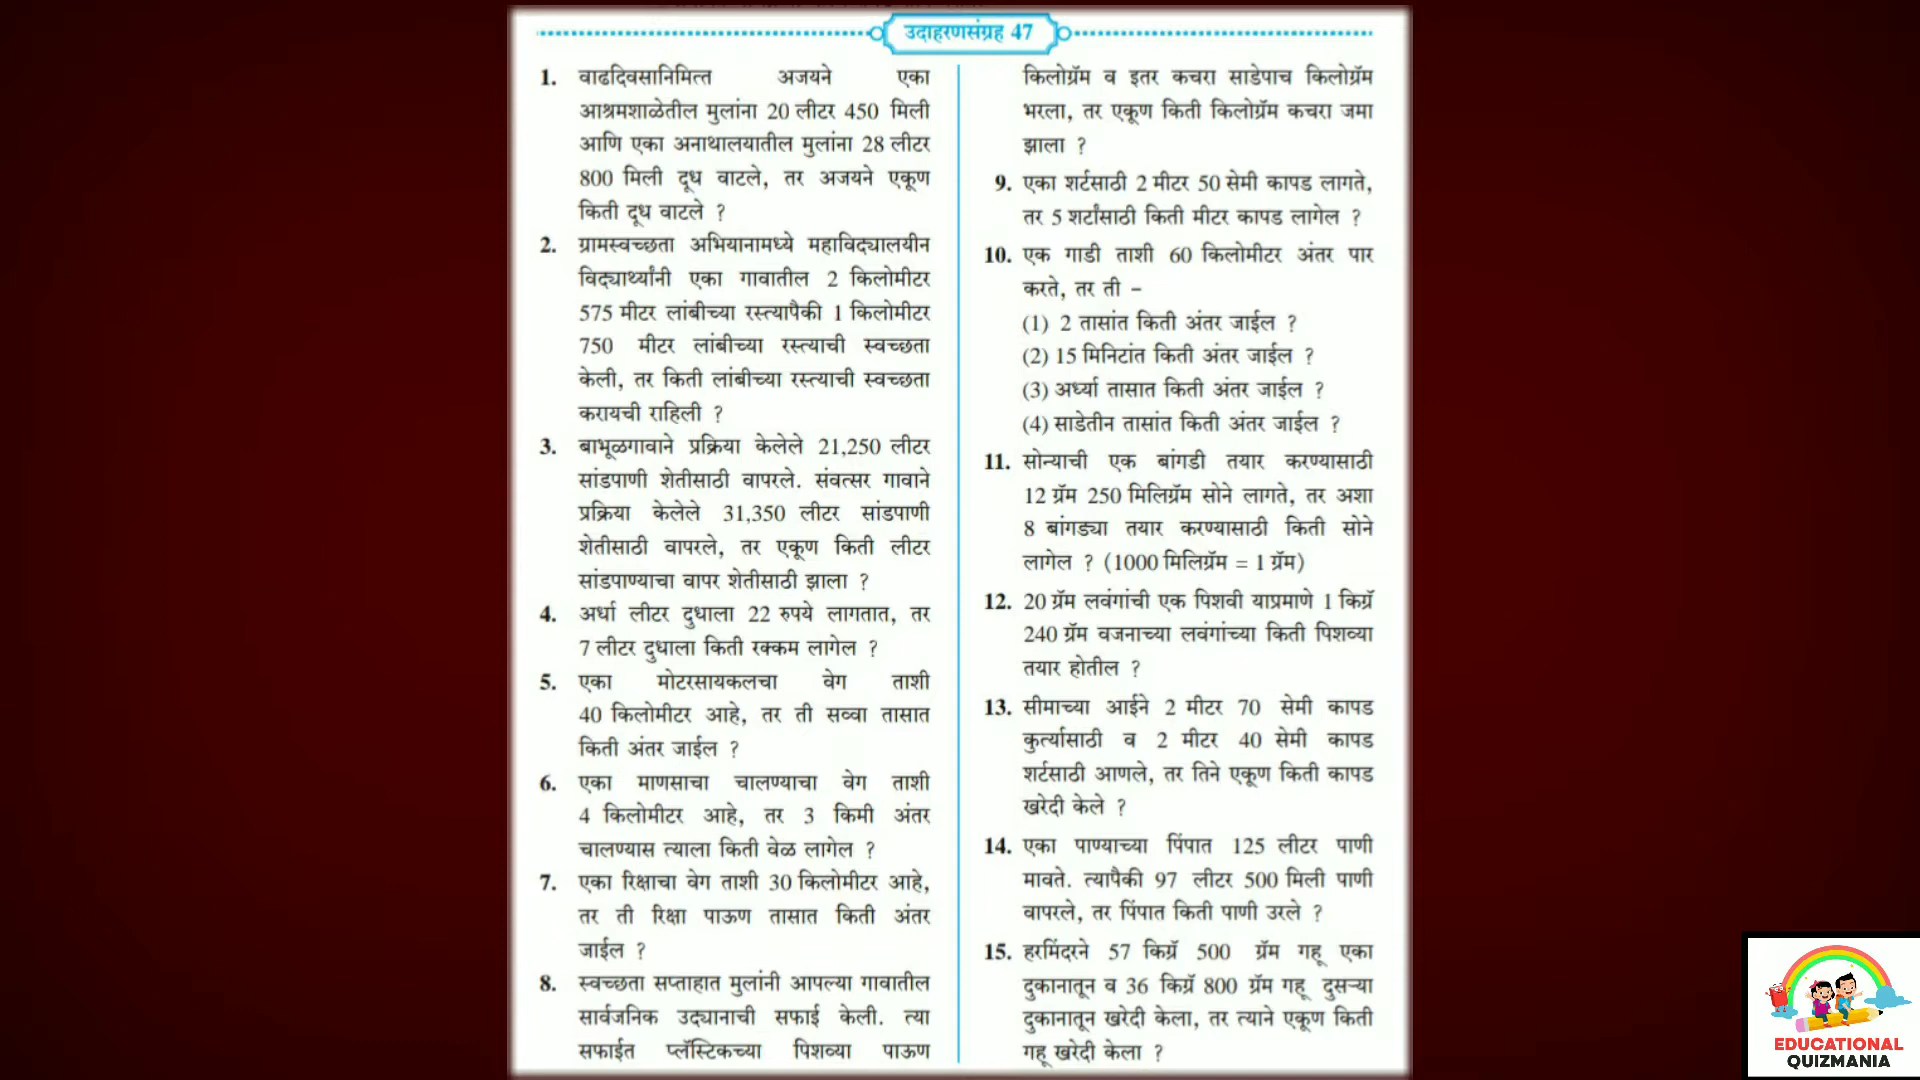 उदाहरणसंग्रह 47
1. वाढदिवसानिमित्त अजयने एका
आश्रमशाळेतील मुलांना 20 लीटर 450 मिली
आणि एका अनाथालयातील मुलांना 28 लीटर
800 मिली दूध वाटले, तर अजयने एकूण
किती दूध वाटले ?
2. ग्रामस्वच्छता अभियानामध्ये महाविद्यालयीन
विद्यार्थ्यांनी एका गावातील 2 किलोमीटर
575 मीटर लांबीच्या रस्त्यापैकी 1 किलोमीटर
750 मीटर लांबीच्या रस्त्याची स्वच्छता
केली, तर किती लांबीच्या रस्त्याची स्वच्छता
करायची राहिली ?
3. बाभूळगावाने प्रक्रिया केलेले 21,250 लीटर
सांडपाणी शेतीसाठी वापरले. संवत्सर गावाने
प्रक्रिया केलेले 31,350 लीटर सांडपाणी
शेतीसाठी वापरले, तर एकूण किती लीटर
सांडपाण्याचा वापर शेतीसाठी झाला ?
4. अर्धा लीटर दुधाला 22 रुपये लागतात, तर
7 लीटर दुधाला किती रक्कम लागेल ?
5. एका मोटरसायकलचा वेग ताशी
40 किलोमीटर आहे, तर ती सव्वा तासात
किती अंतर जाईल ?
6. एका माणसाचा चालण्याचा वेग ताशी
4 किलोमीटर आहे, तर 3 किमी अंतर
चालण्यास त्याला किती वेळ लागेल ?
7. एका रिक्षाचा वेग ताशी 30 किलोमीटर आहे,
तर ती रिक्षा पाऊण तासात किती अंतर
जाईल ?
8. स्वच्छता सप्ताहात मुलांनी आपल्या गावातील
सार्वजनिक उद्यानाची सफाई केली. त्या
सफाईत प्लॅस्टिकच्या पिशव्या पाऊण
किलोग्रॅम व इतर कचरा साडेपाच किलोग्रॅम
भरला, तर एकूण किती किलोग्रॅम कचरा जमा
झाला ?
9. एका शर्टसाठी 2 मीटर 50 सेमी कापड लागते,
तर 5 शर्टांसाठी किती मीटर कापड लागेल ?
10. एक गाडी ताशी 60 किलोमीटर अंतर पार
करते, तर ती –
(1) 2 तासांत किती अंतर जाईल ?
(2) 15 मिनिटांत किती अंतर जाईल ?
(3) अर्ध्या तासात किती अंतर जाईल ?
(4) साडेतीन तासांत किती अंतर जाईल ?
11. सोन्याची एक बांगडी तयार करण्यासाठी
12 ग्रॅम 250 मिलिग्रॅम सोने लागते, तर अशा
8 बांगड्या तयार करण्यासाठी किती सोने
लागेल ? (1000 मिलिग्रॅम = 1 ग्रॅम)
12. 20 ग्रॅम लवंगांची एक पिशवी याप्रमाणे 1 किग्रॅ
240 ग्रॅम वजनाच्या लवंगांच्या किती पिशव्या
तयार होतील ?
13. सीमाच्या आईने 2 मीटर 70 सेमी कापड
कुर्त्यासाठी व 2 मीटर 40 सेमी कापड
शर्टसाठी आणले, तर तिने एकूण किती कापड
खरेदी केले ?
14. एका पाण्याच्या पिंपात 125 लीटर पाणी
मावते. त्यापैकी 97 लीटर 500 मिली पाणी
वापरले, तर पिंपात किती पाणी उरले ?
15. हरमिंदरने 57 किग्रॅ 500 ग्रॅम गहू एका
दुकानातून व 36 किग्रॅ 800 ग्रॅम गहू दुसऱ्या
दुकानातून खरेदी केला, तर त्याने एकूण किती
गहू खरेदी केला ?
EDUCATIONAL
QUIZMANIA